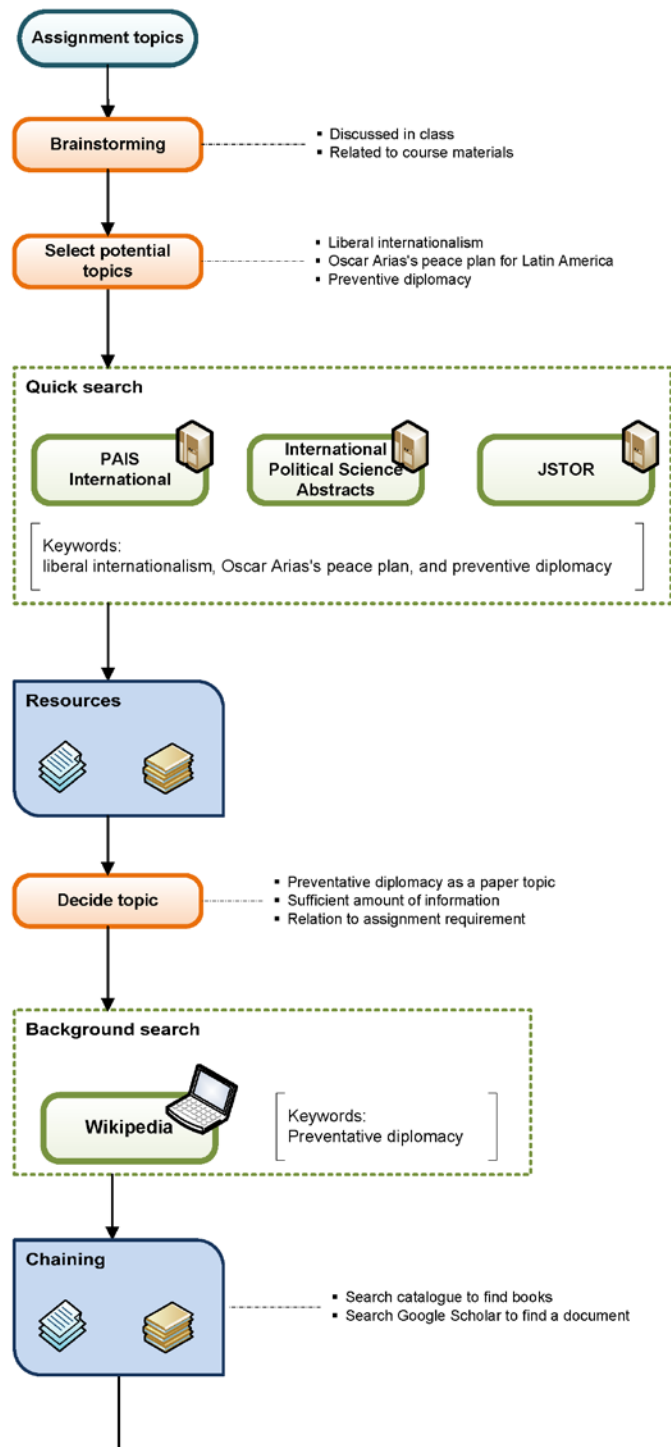 Assignment topics
Brainstorming
▪ Discussed in class
▪ Related to course materials
Select potential
topics
▪ Liberal internationalism
▪ Oscar Arias's peace plan for Latin America
▪ Preventive diplomacy
Quick search
PAIS
International
International
Political Science
Abstracts
JSTOR
Keywords:
liberal internationalism, Oscar Arias's peace plan, and preventive diplomacy
Resources
Decide topic
▪ Preventative diplomacy as a paper topic
▪ Sufficient amount of information
▪ Relation to assignment requirement
Background search
Wikipedia
Keywords:
Preventative diplomacy
Chaining
▪ Search catalogue to find books
▪ Search Google Scholar to find a document